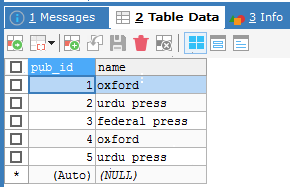 1 Messages 2 Table Data 3 Info
pub_id name
1 oxford
2 urdu press
3 federal press
4 oxford
5 urdu press
* (Auto) (NULL)